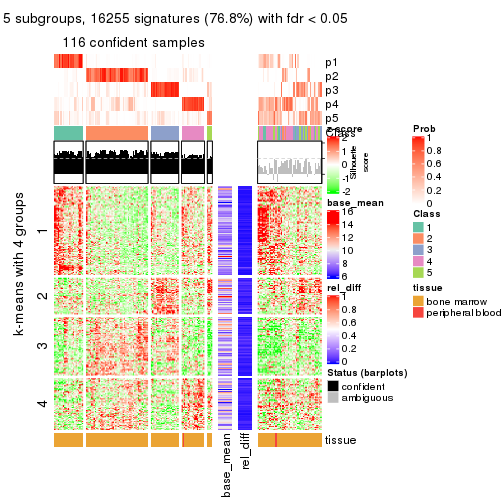 5 subgroups, 16255 signatures (76.8%) with fdr < 0.05
116 confident samples
p1
p2
p3
p4
p5
Class
k-means with 4 groups
1
2
3
4
base_mean
rel_diff
tissue
z-score
2
1
0
-1
-2
Silhouette score
base_mean
16
14
12
10
8
6
rel_diff
1
0.8
0.6
0.4
0.2
0
Status (barplots)
confident
ambiguous
Prob
1
0.8
0.6
0.4
0.2
0
Class
1
2
3
4
5
tissue
bone marrow
peripheral blood